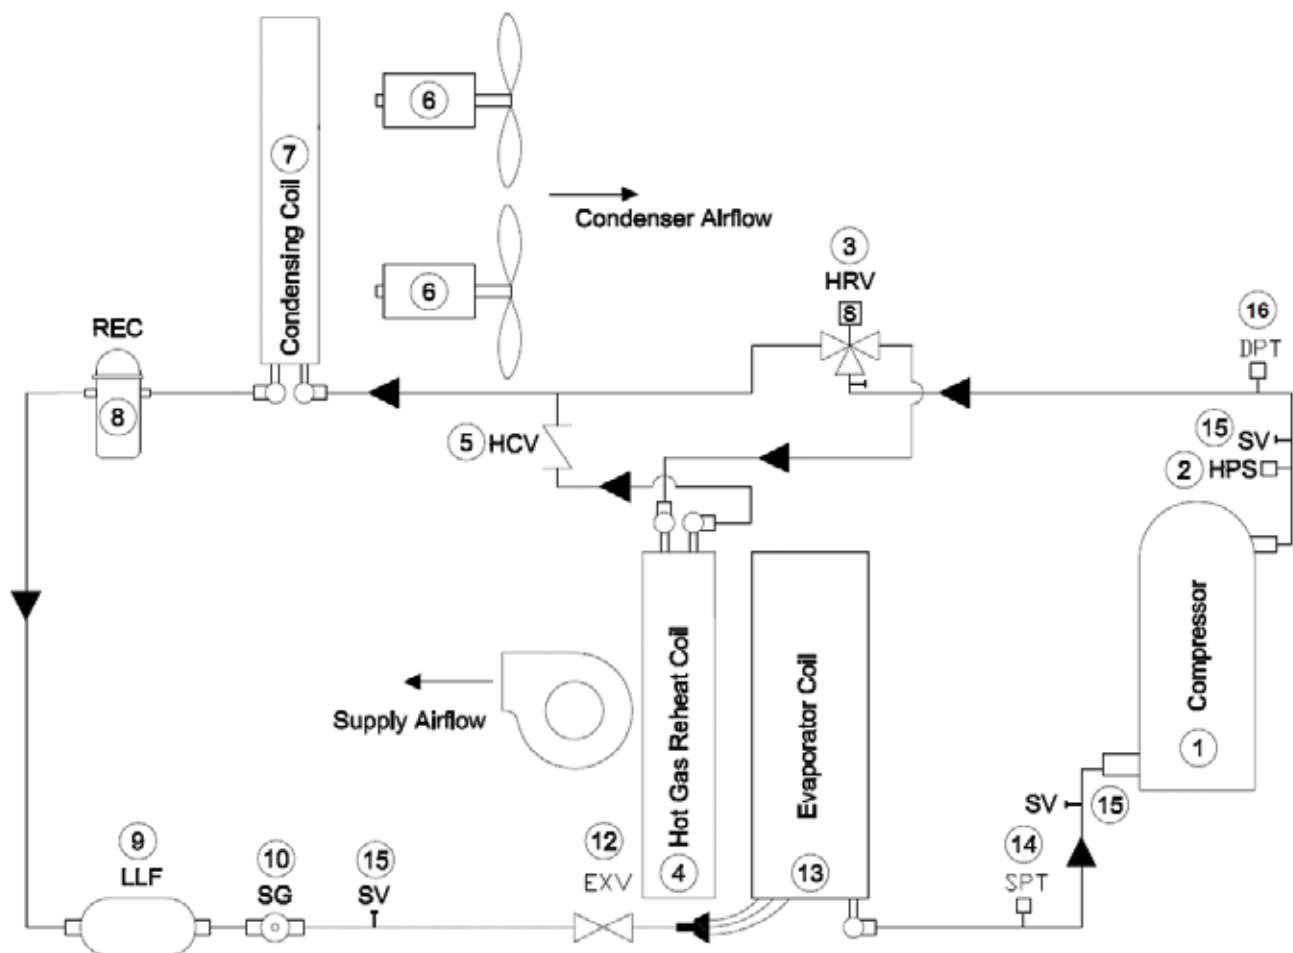 6
7
Condensing Coil
Condenser Airflow
6
3
HRV
S
REC
8
16
DPT
15 SV
2 HPS
5 HCV
Compressor
1
Hot Gas Reheat Coil
4
Evaporator Coil
13
Supply Airflow
SV 15
9
LLF
10
SG
15
SV
12
EXV
14
SPT